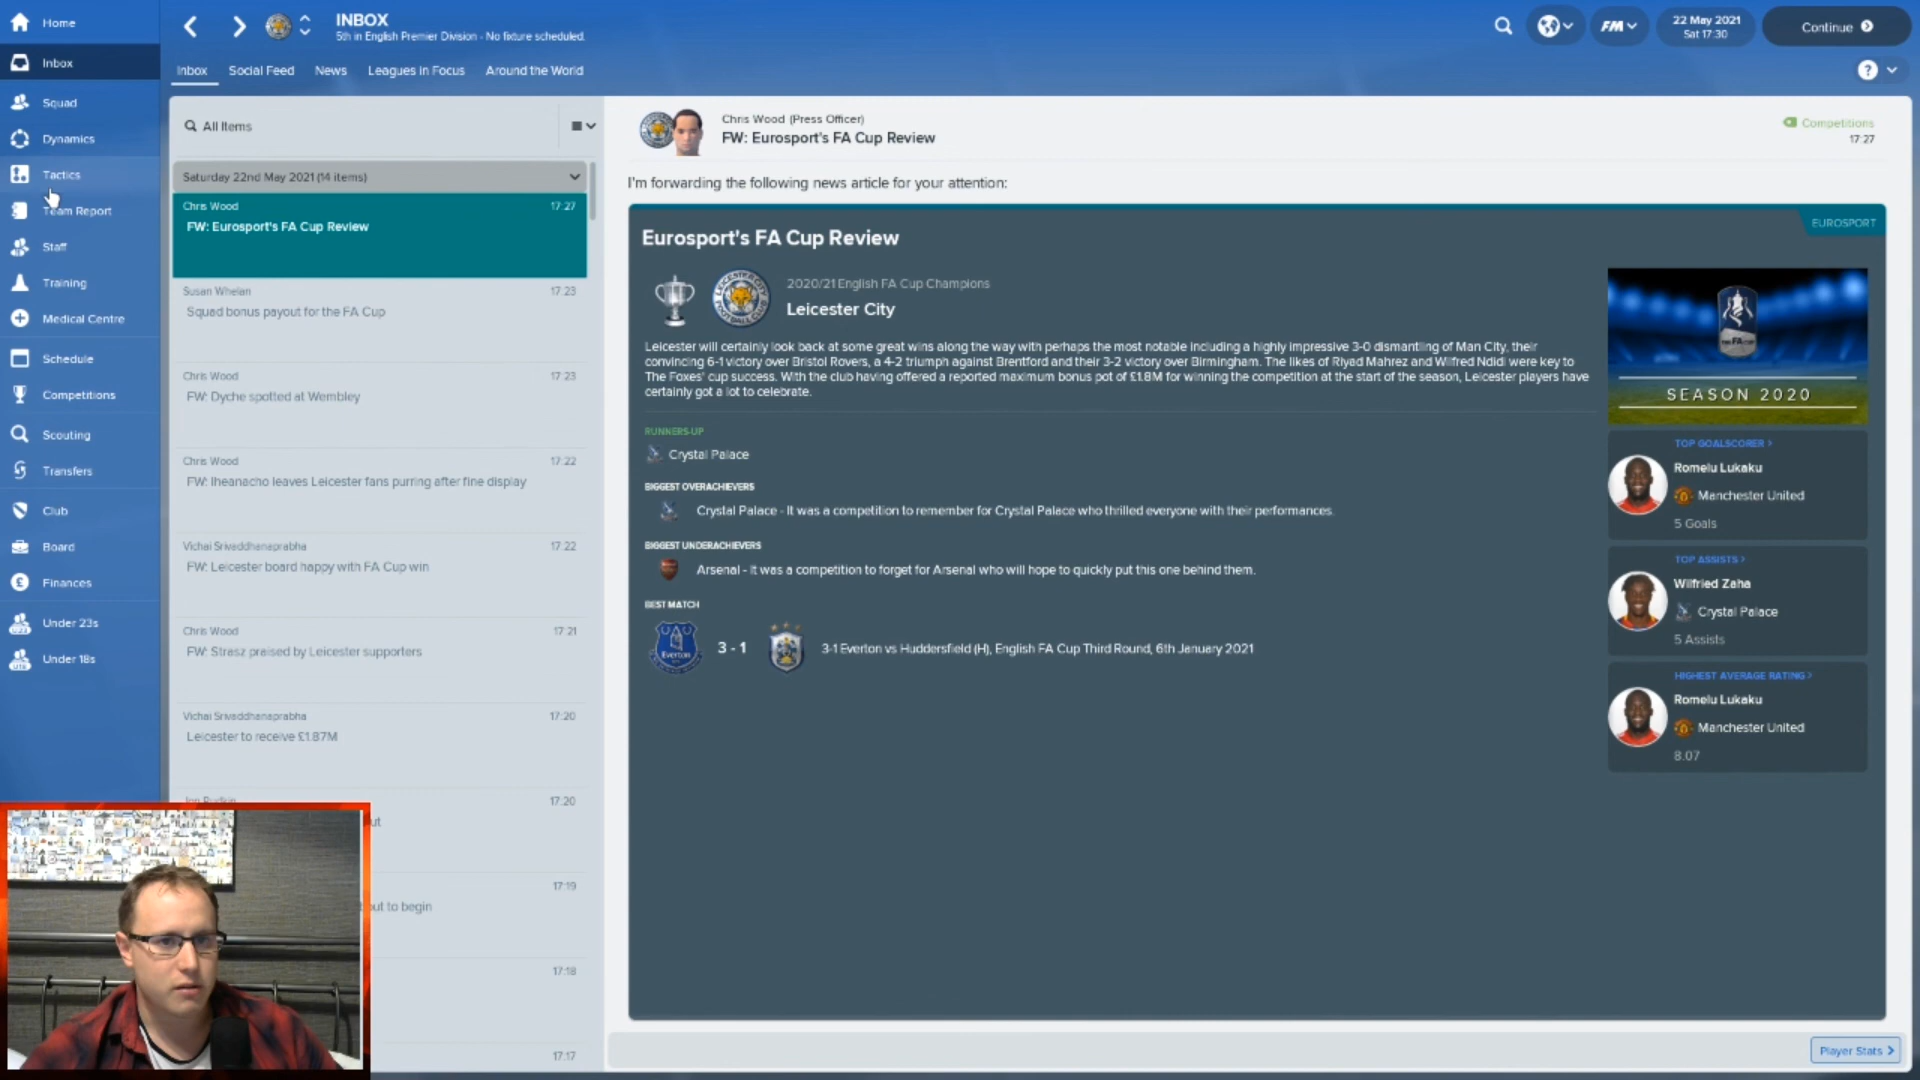 Home
Inbox
Squad
Dynamics
Tactics
Team Report
Staff
Training
Medical Centre
Schedule
Competitions
Scouting
Transfers
Club
Board
Finances
Under 23s
Under 18s
INBOX
5th in English Premier Division - No fixture scheduled.
FM
22 May 2021
Sat 17:30
Continue
Inbox Social Feed News Leagues In Focus Around the World
?
All Items
Saturday 22nd May 2021 (14 items)
Chris Wood 17:27
FW: Eurosport's FA Cup Review
Susan Whelan 17:23
Squad bonus payout for the FA Cup
Chris Wood 17:23
FW: Dyche spotted at Wembley
Chris Wood 17:22
FW: Iheanacho leaves Leicester fans purring after fine display
Vichai Srivaddhanaprabha 17:22
FW: Leicester board happy with FA Cup win
Chris Wood 17:21
FW: Strasz praised by Leicester supporters
Vichai Srivaddhanaprabha 17:20
Leicester to receive £1.87M
Jon Rudkin 17:20
ut
17:19
out to begin
17:18
17:17
Chris Wood (Press Officer)
FW: Eurosport's FA Cup Review
Competitions
17:27
I'm forwarding the following news article for your attention:
EUROSPORT
Eurosport's FA Cup Review
2020/21 English FA Cup Champions
Leicester City
Leicester will certainly look back at some great wins along the way with perhaps the most notable including a highly impressive 3-0 dismantling of Man City, their
convincing 6-1 victory over Bristol Rovers, a 4-2 triumph against Brentford and their 3-2 victory over Birmingham. The likes of Riyad Mahrez and Wilfred Ndidi were key to
The Foxes' cup success. With the club having offered a reported maximum bonus pot of £1.8M for winning the competition at the start of the season, Leicester players have
certainly got a lot to celebrate.
RUNNERS-UP
Crystal Palace
BIGGEST OVERACHIEVERS
Crystal Palace - It was a competition to remember for Crystal Palace who thrilled everyone with their performances.
BIGGEST UNDERACHIEVERS
Arsenal - It was a competition to forget for Arsenal who will hope to quickly put this one behind them.
BEST MATCH
Everton
3 - 1
3-1 Everton vs Huddersfield (H), English FA Cup Third Round, 6th January 2021
SEASON 2020
TOP GOALSCORER >
Romelu Lukaku
Manchester United
5 Goals
TOP ASSISTS >
Wilfried Zaha
Crystal Palace
5 Assists
HIGHEST AVERAGE RATING >
Romelu Lukaku
Manchester United
8.07
Player Stats >